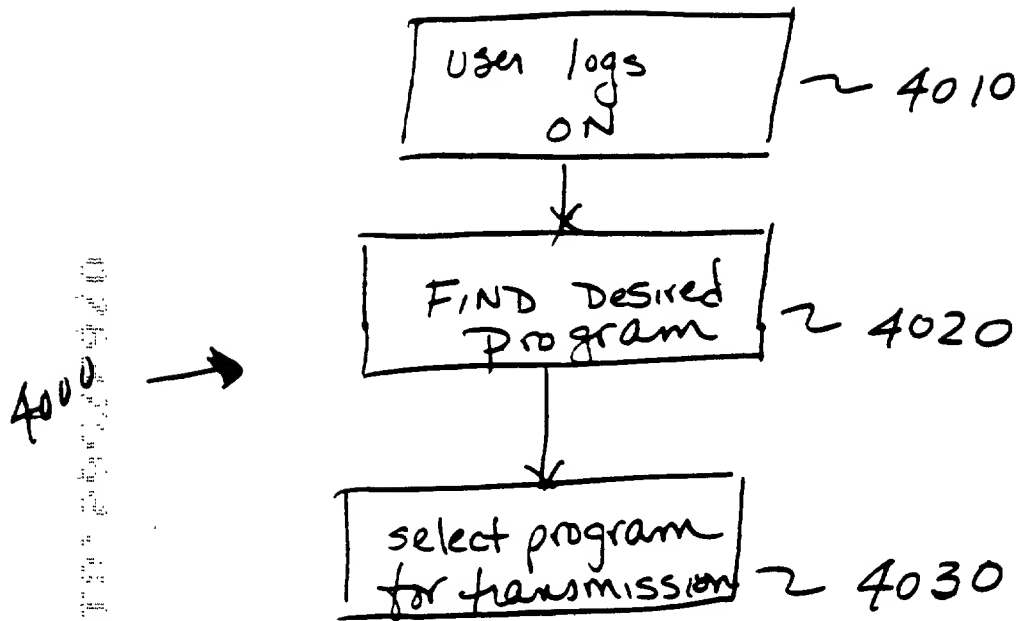 User logs
ON
~ 4010
FIND Desired
Program
~ 4020
4000
select program
for transmission
~ 4030